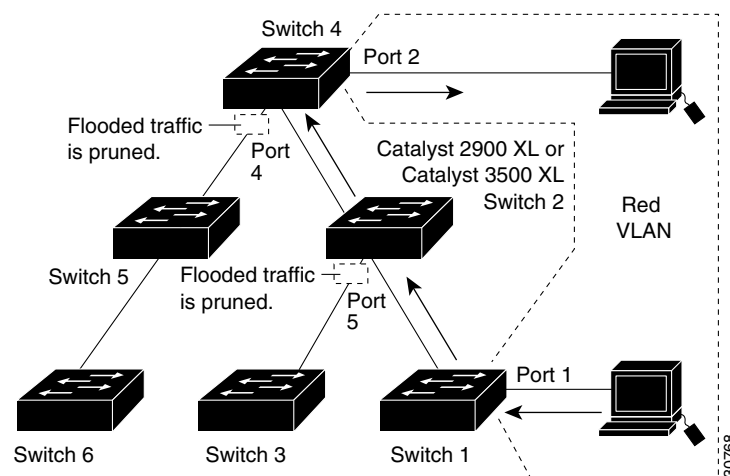 Switch 4
Port 2
Flooded traffic
is pruned.
Port
4
Catalyst 2900 XL or
Catalyst 3500 XL
Switch 2
Red
VLAN
Switch 5
Flooded traffic
is pruned.
Port
5
Port 1
Switch 6
Switch 3
Switch 1
30768